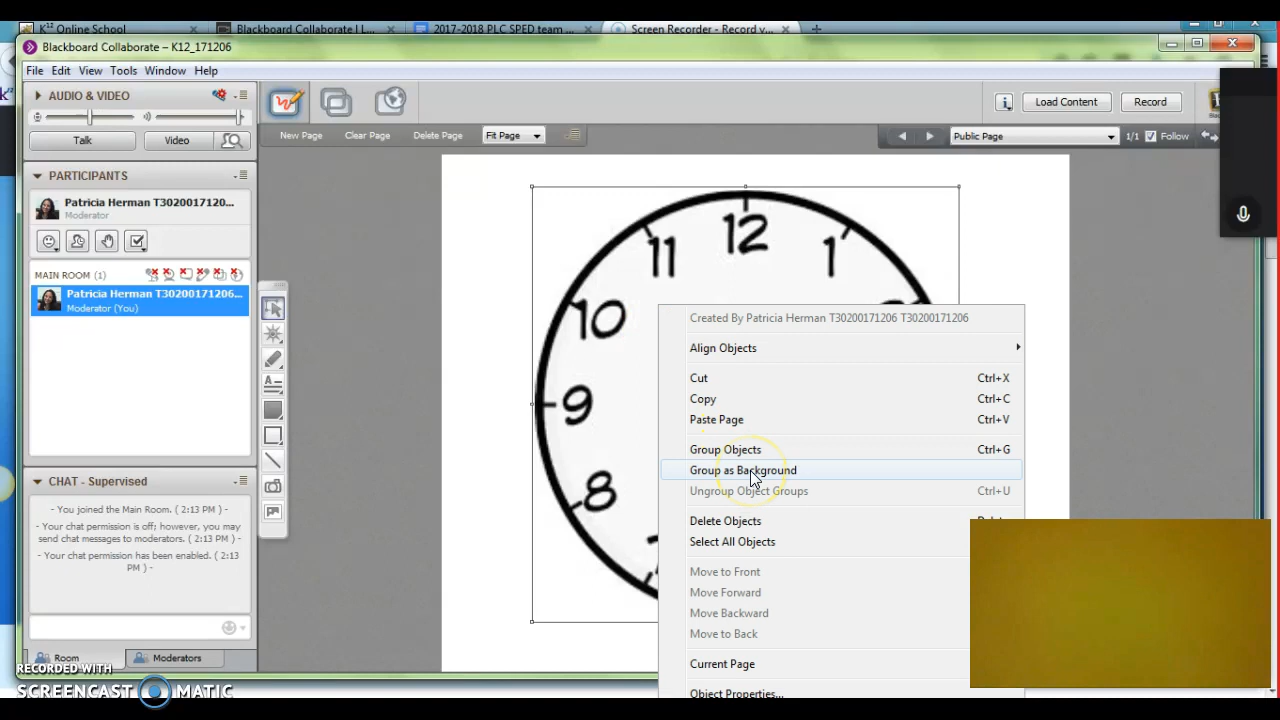 K¹² Online School
Blackboard Collaborate | L...
2017-2018 PLC SPED team ...
Screen Recorder - Record v...
Blackboard Collaborate – K12_171206
File Edit View Tools Window Help
AUDIO & VIDEO
Talk
Video
PARTICIPANTS
Patricia Herman T3020017120...
Moderator
MAIN ROOM (1)
Patricia Herman T30200171206...
Moderator (You)
CHAT - Supervised
- You joined the Main Room. ( 2:13 PM ) -
- Your chat permission is off; however, you may
send chat messages to moderators. ( 2:13 PM ) -
- Your chat permission has been enabled. ( 2:13
PM ) -
Room
Moderators
Load Content
Record
New Page
Clear Page
Delete Page
Fit Page
Public Page
1/1
Follow
12
11
1
10
9
8
Created By Patricia Herman T30200171206 T30200171206
Align Objects
Cut Ctrl+X
Copy Ctrl+C
Paste Page Ctrl+V
Group Objects Ctrl+G
Group as Background
Ungroup Object Groups Ctrl+U
Delete Objects
Select All Objects
Move to Front
Move Forward
Move Backward
Move to Back
Current Page
Object Properties...
RECORDED WITH
SCREENCAST MATIC